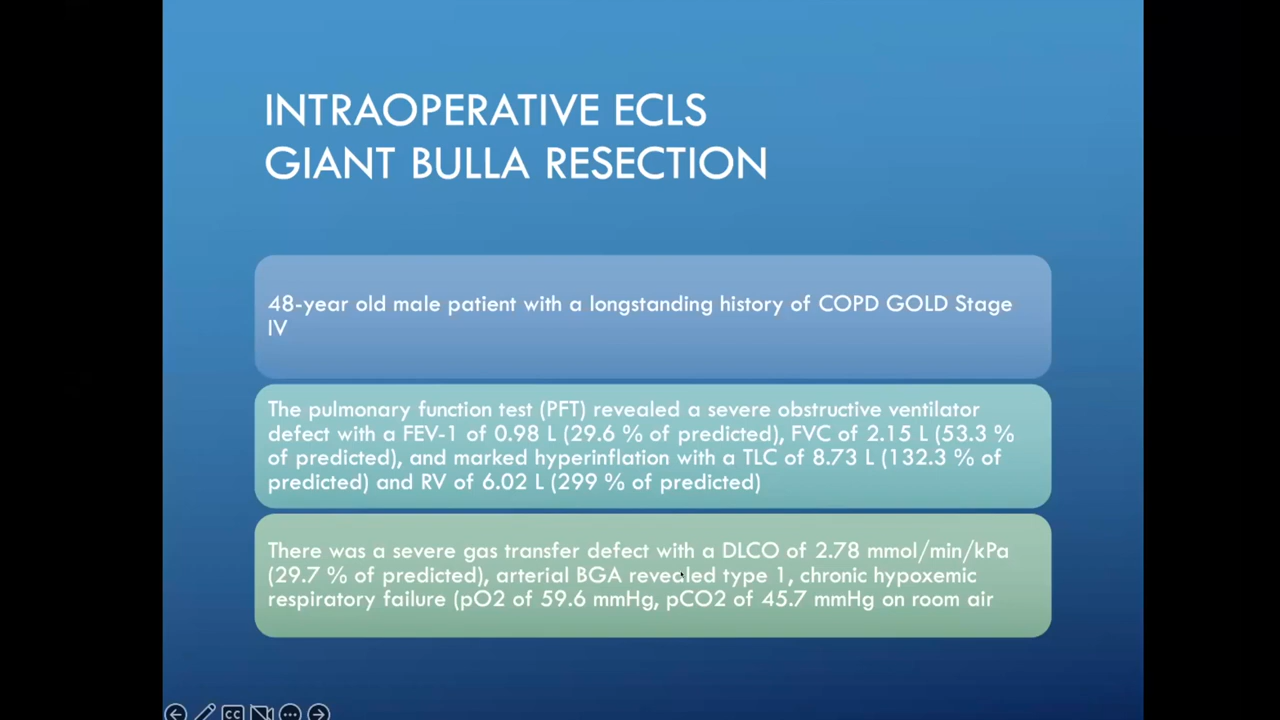 INTRAOPERATIVE ECLS
GIANT BULLA RESECTION
48-year old male patient with a longstanding history of COPD GOLD Stage
IV
The pulmonary function test (PFT) revealed a severe obstructive ventilator
defect with a FEV-1 of 0.98 L (29.6 % of predicted), FVC of 2.15 L (53.3 %
of predicted), and marked hyperinflation with a TLC of 8.73 L (132.3 % of
predicted) and RV of 6.02 L (299 % of predicted)
There was a severe gas transfer defect with a DLCO of 2.78 mmol/min/kPa
(29.7 % of predicted), arterial BGA revealed type 1, chronic hypoxemic
respiratory failure (pO2 of 59.6 mmHg, pCO2 of 45.7 mmHg on room air
CC